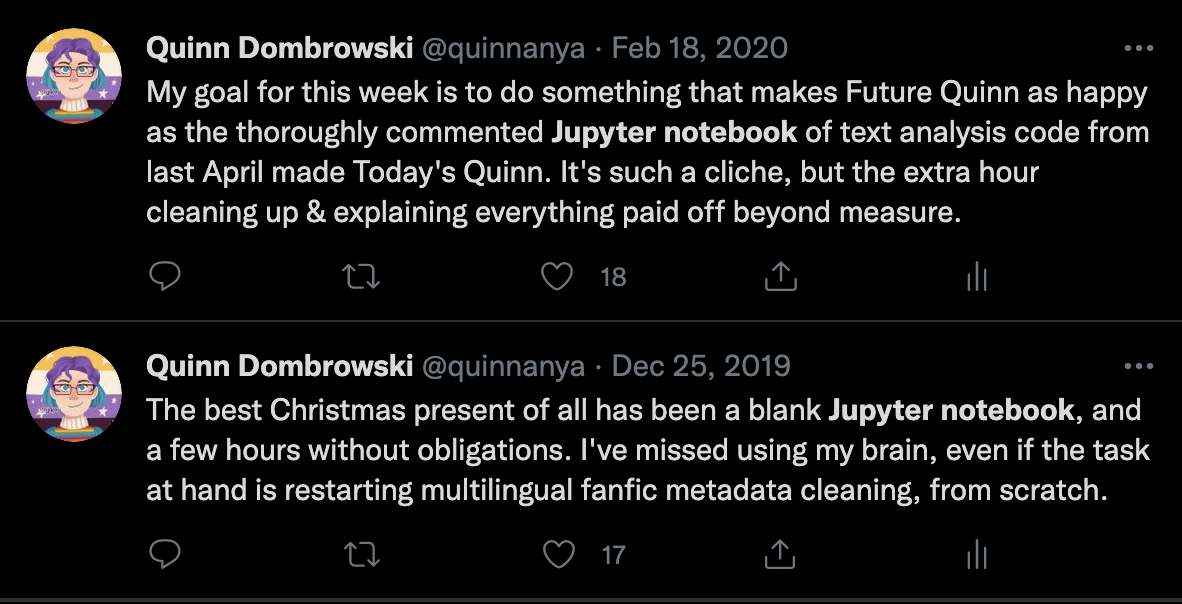 Quinn Dombrowski @quinnanya · Feb 18, 2020
My goal for this week is to do something that makes Future Quinn as happy
as the thoroughly commented Jupyter notebook of text analysis code from
last April made Today's Quinn. It's such a cliche, but the extra hour
cleaning up & explaining everything paid off beyond measure.
18
Quinn Dombrowski @quinnanya · Dec 25, 2019
The best Christmas present of all has been a blank Jupyter notebook, and
a few hours without obligations. I've missed using my brain, even if the task
at hand is restarting multilingual fanfic metadata cleaning, from scratch.
17